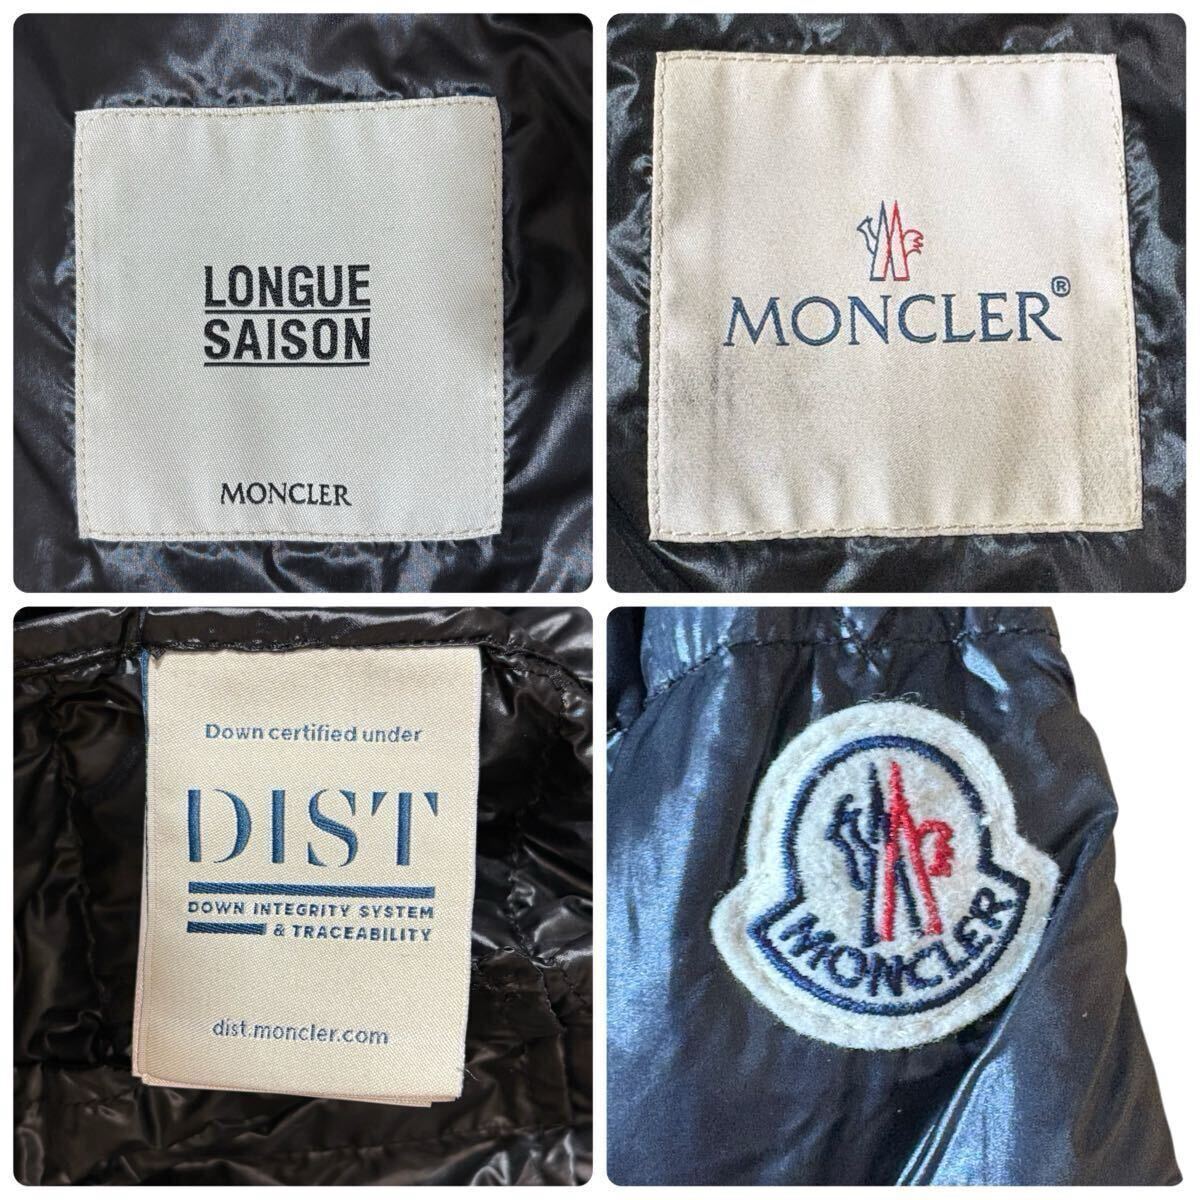 LONGUE
SAISON
MONCLER
MONCLER®
Down certified under
DIST
DOWN INTEGRITY SYSTEM
& TRACEABILITY
dist.moncler.com
MONCLER